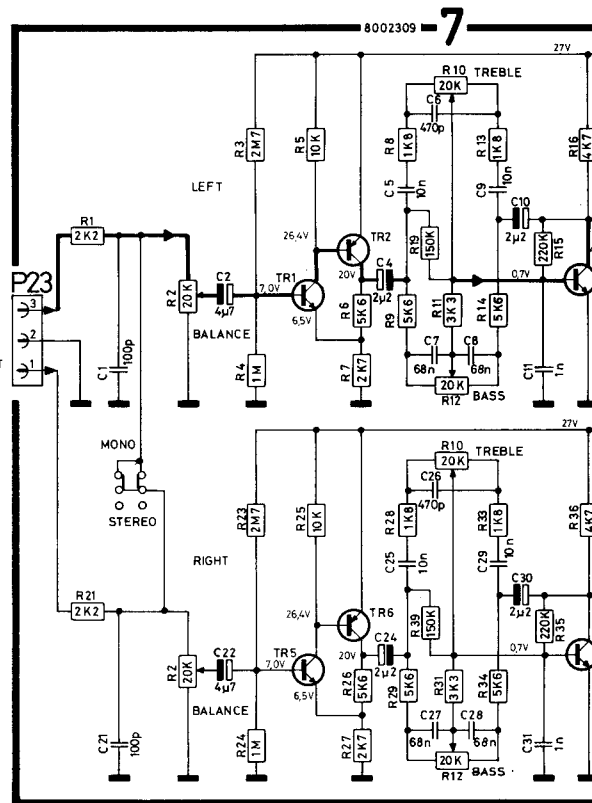 8002309 7
27V
R10 TREBLE
20K
C6
470p
R3 2M7
R5 10K
R8 1K8
R13 1K8
R16 4K7
LEFT
C5 10n
C9 10n
R1
2K2
C10
2µ2
26,4V TR2
R19 150K
220K R15
P23
3
2
1
R2 20K
C2
4µ7
7,0V TR1
20V C4
2µ2
0,7V
6,5V
R6 5K6
R9 5K6
R11 3K3
R14 5K6
BALANCE
C1 100p
R4 1M
R7 2K7
C7
68n
C8
68n
C11 1n
20K
R12 BASS
MONO
STEREO
27V
R10 TREBLE
20K
C26
470p
R23 2M7
R25 10K
R28 1K8
R33 1K8
R36 4K7
RIGHT
C25 10n
C29 10n
R21
2K2
C30
2µ2
26,4V TR6
R39 150K
220K R35
R2 20K
C22
4µ7
7,0V TR5
20V C24
2µ2
0,7V
6,5V
R26 5K6
R29 5K6
R31 3K3
R34 5K6
BALANCE
C21 100p
R24 1M
R27 2K7
C27
68n
C28
68n
C31 1n
20K
R12 BASS